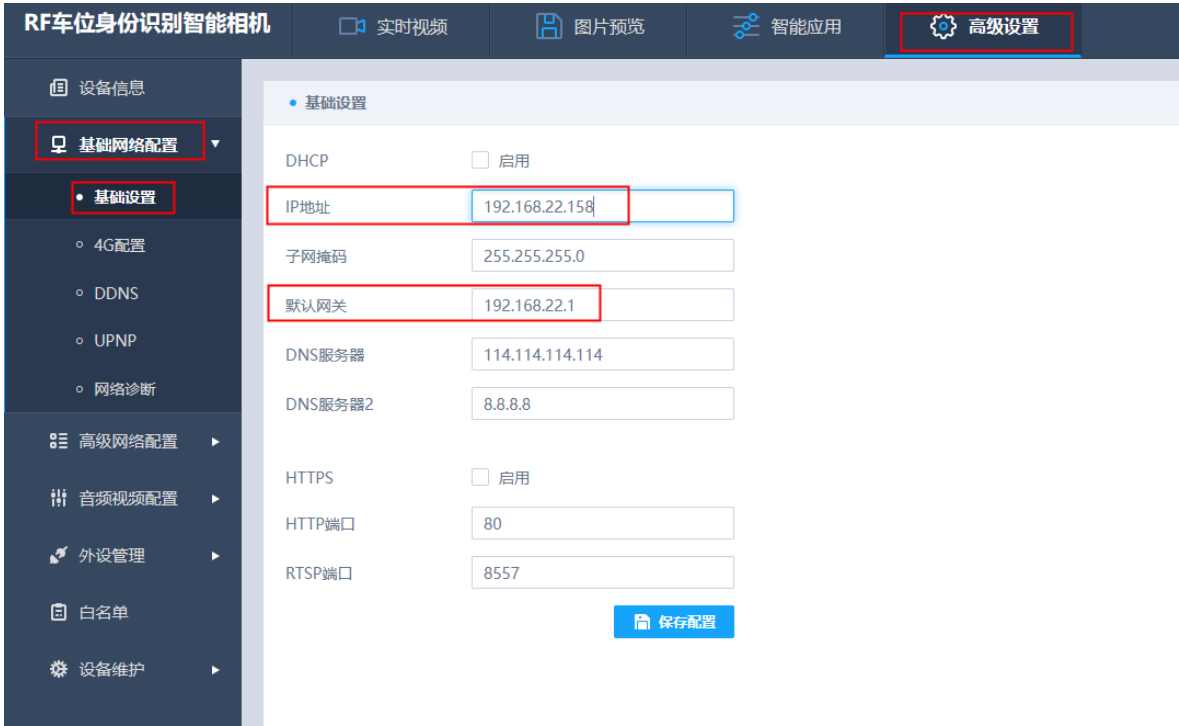 RF车位身份识别智能相机
实时视频
图片预览
智能应用
高级设置
设备信息
基础网络配置
基础设置
4G配置
DDNS
UPNP
网络诊断
高级网络配置
音频视频配置
外设管理
白名单
设备维护
基础设置
DHCP 启用
IP地址 192.168.22.158
子网掩码 255.255.255.0
默认网关 192.168.22.1
DNS服务器 114.114.114.114
DNS服务器2 8.8.8.8
HTTPS 启用
HTTP端口 80
RTSP端口 8557
保存配置